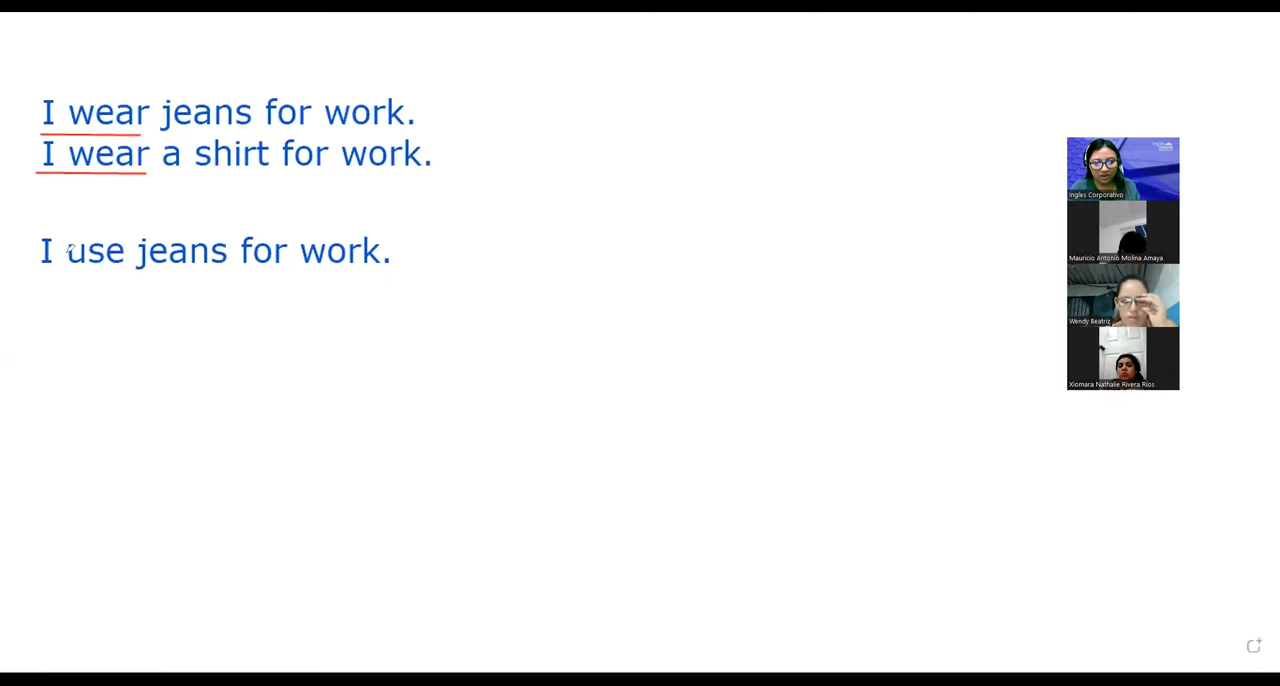 I wear jeans for work.
I wear a shirt for work.
I use jeans for work.
Ingles Corporativo
Mauricio Antonio Molina Amaya
Wendy Beatriz
Xiomara Nathalie Rivera Rios